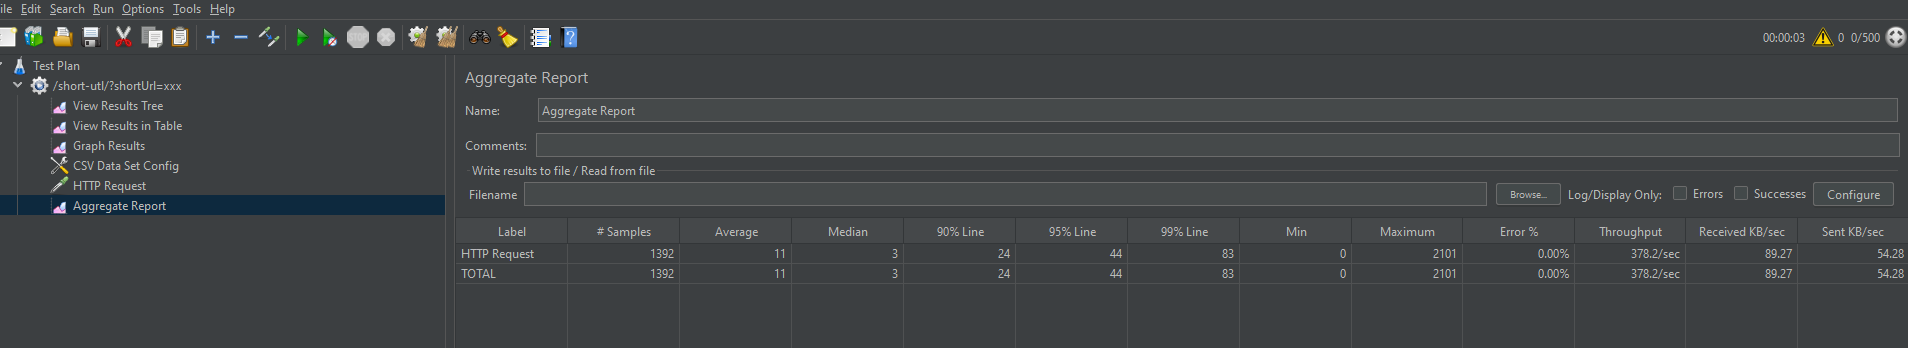 ile Edit Search Run Options Tools Help
STOP
00:00:03 0 0/500
Test Plan
/short-utl/?shortUrl=xxx
View Results Tree
View Results in Table
Graph Results
CSV Data Set Config
HTTP Request
Aggregate Report
Aggregate Report
Name: Aggregate Report
Comments:
Write results to file / Read from file
Filename Browse... Log/Display Only: Errors Successes Configure
Label # Samples Average Median 90% Line 95% Line 99% Line Min Maximum Error % Throughput Received KB/sec Sent KB/sec
HTTP Request 1392 11 3 24 44 83 0 2101 0.00% 378.2/sec 89.27 54.28
TOTAL 1392 11 3 24 44 83 0 2101 0.00% 378.2/sec 89.27 54.28